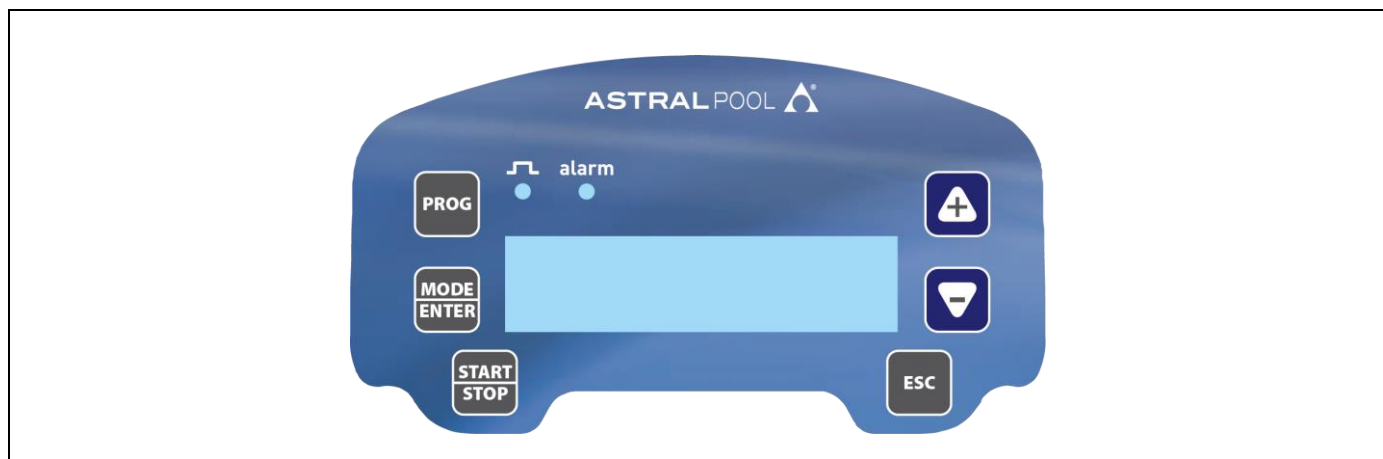 ASTRALPOOL
alarm
PROG
+
MODE
ENTER
-
START
STOP
ESC